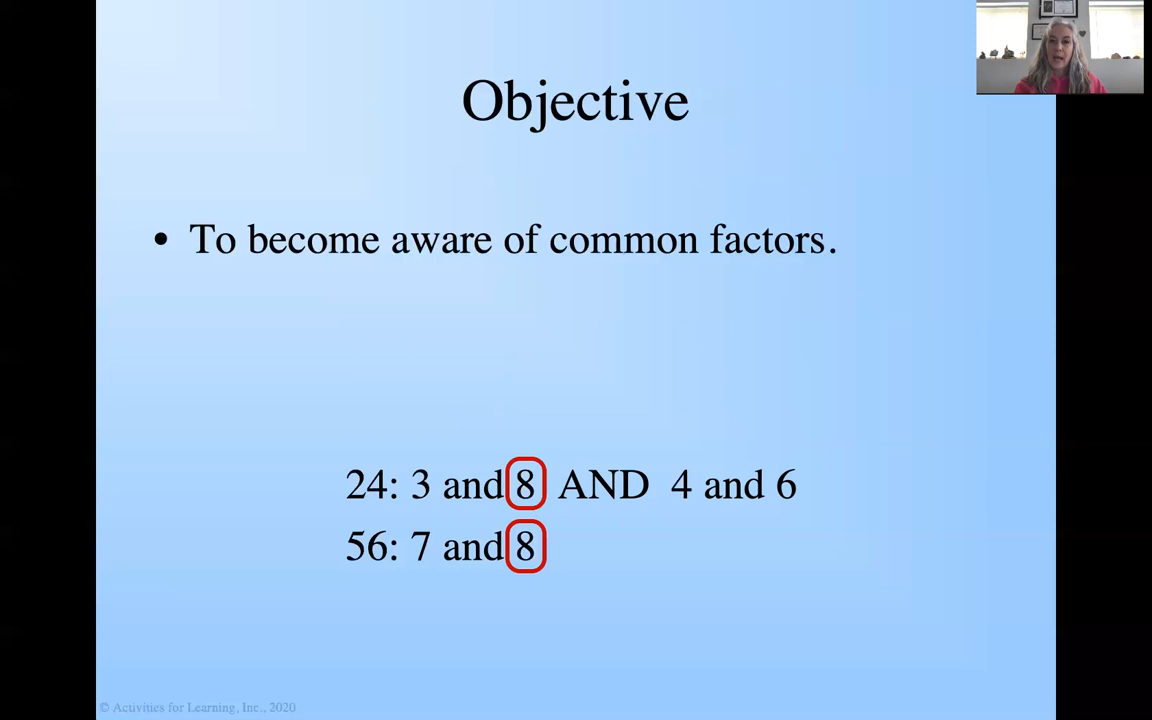 Objective
• To become aware of common factors.
24: 3 and 8 AND 4 and 6
56: 7 and 8
© Activities for Learning, Inc., 2020